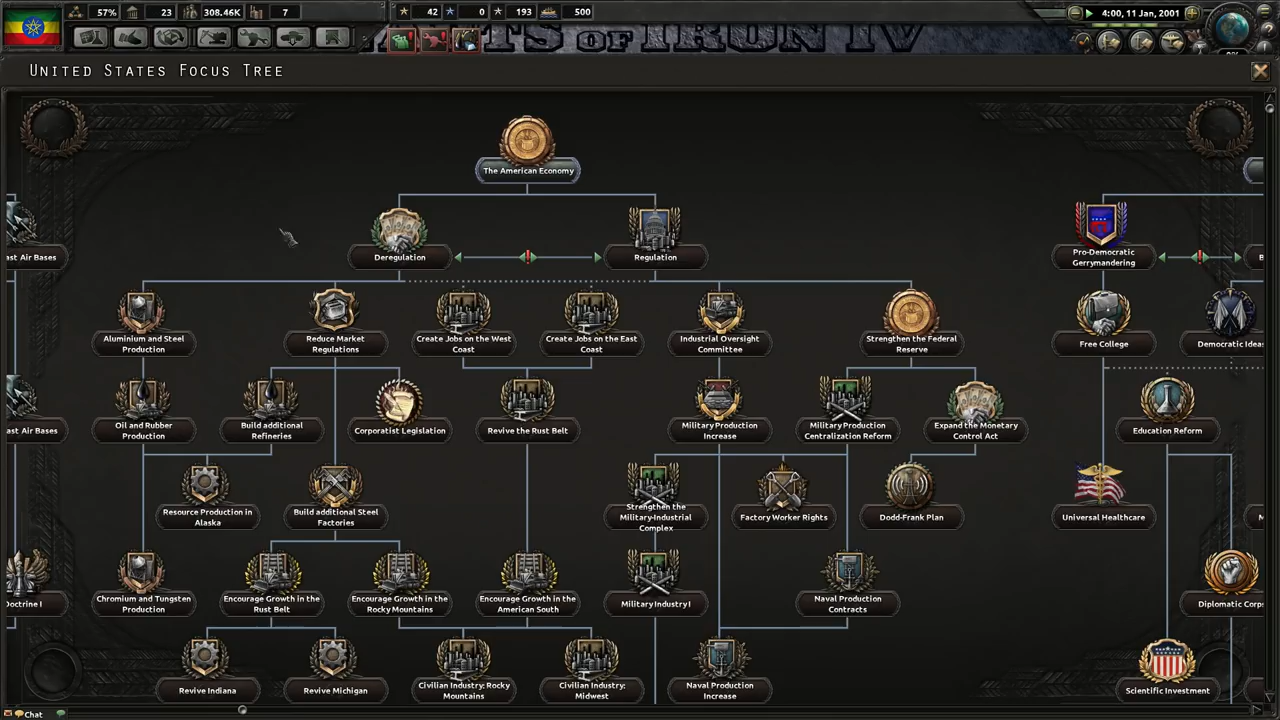 57%
23
308.46K
7
42
0
193
500
4:00, 11 Jan, 2001
HEARTS OF IRON IV
UNITED STATES FOCUS TREE
The American Economy
ast Air Bases
Deregulation
Regulation
Pro-Democratic
Gerrymandering
Aluminium and Steel
Production
Reduce Market
Regulations
Create Jobs on the West
Coast
Create Jobs on the East
Coast
Industrial Oversight
Committee
Strengthen the Federal
Reserve
Free College
Democratic Ideas
ast Air Bases
Oil and Rubber
Production
Build additional
Refineries
Corporatist Legislation
Revive the Rust Belt
Military Production
Increase
Military Production
Centralization Reform
Expand the Monetary
Control Act
Education Reform
Resource Production in
Alaska
Build additional Steel
Factories
Strengthen the
Military-Industrial
Complex
Factory Worker Rights
Dodd-Frank Plan
Universal Healthcare
Doctrine I
Chromium and Tungsten
Production
Encourage Growth in the
Rust Belt
Encourage Growth in the
Rocky Mountains
Encourage Growth in the
American South
Military Industry I
Naval Production
Contracts
Diplomatic Corps
Revive Indiana
Revive Michigan
Civilian Industry: Rocky
Mountains
Civilian Industry:
Midwest
Naval Production
Increase
Scientific Investment
Chat